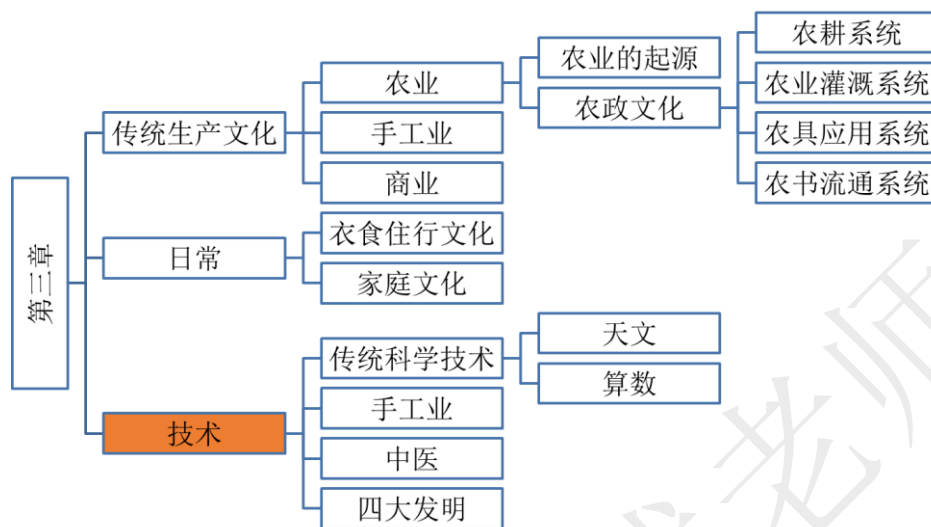 第三章
传统生产文化
农业
农业的起源
农政文化
农耕系统
农业灌溉系统
农具应用系统
农书流通系统
手工业
商业
日常
衣食住行文化
家庭文化
技术
传统科学技术
天文
算数
手工业
中医
四大发明
老师